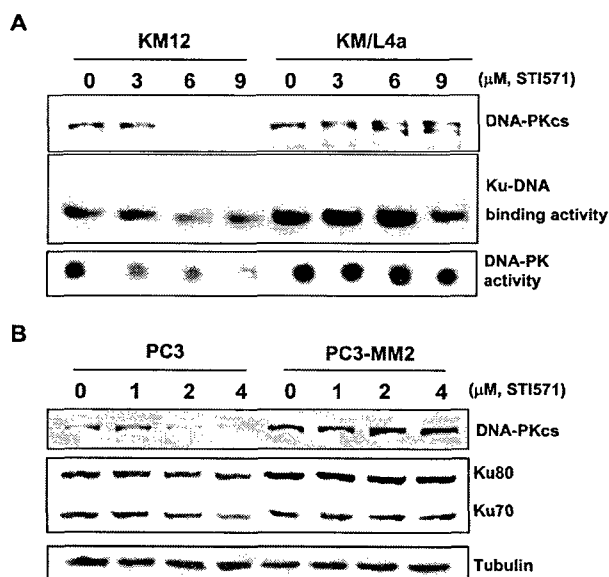 A
KM12 KM/L4a
0 3 6 9 0 3 6 9 (μM, STI571)
DNA-PKcs
Ku-DNA
binding activity
DNA-PK
activity
B
PC3 PC3-MM2
0 1 2 4 0 1 2 4 (μM, STI571)
DNA-PKcs
Ku80
Ku70
Tubulin